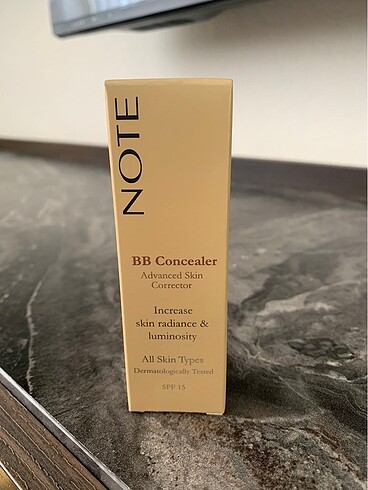 NOTE
BB Concealer
Advanced Skin
Corrector
Increase
skin radiance &
luminosity
All Skin Types
Dermatologically Tested
SPF 15